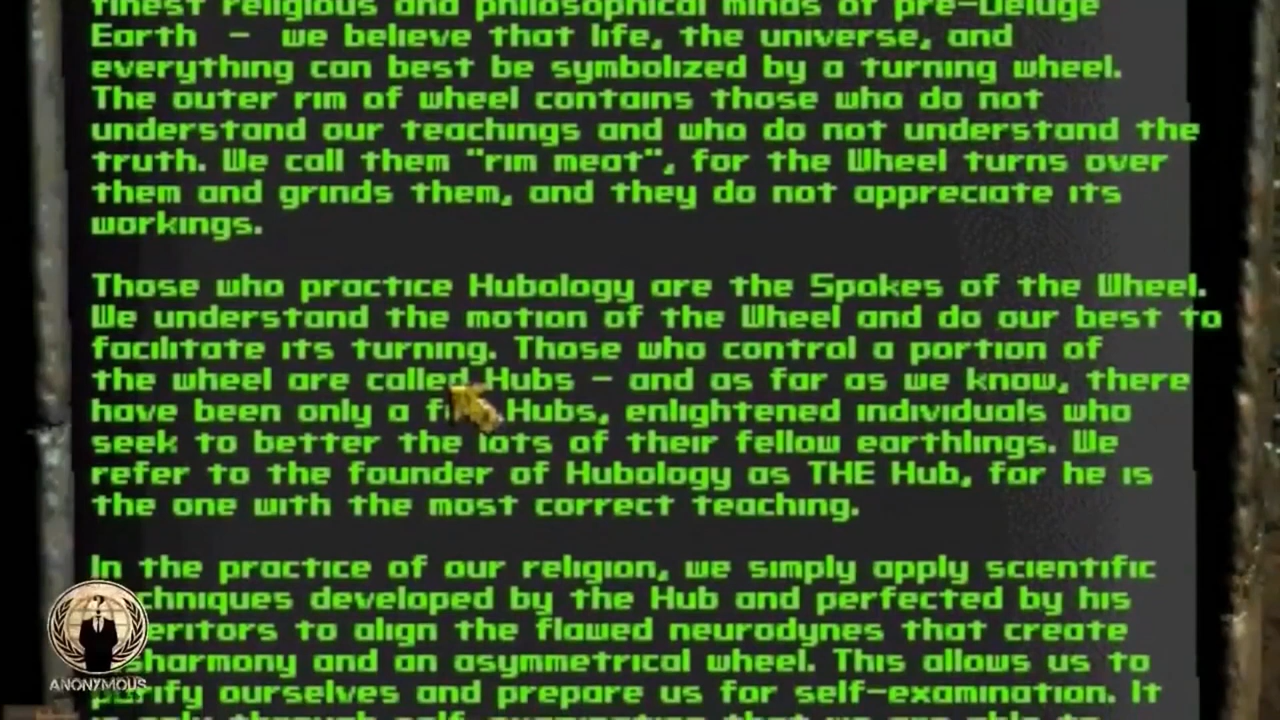 finest religious and philosophical minds of pre-Deluge
Earth - we believe that life, the universe, and
everything can best be symbolized by a turning wheel.
The outer rim of wheel contains those who do not
understand our teachings and who do not understand the
truth. We call them "rim meat", for the Wheel turns over
them and grinds them, and they do not appreciate its
workings.
Those who practice Hubology are the Spokes of the Wheel.
We understand the motion of the Wheel and do our best to
facilitate its turning. Those who control a portion of
the wheel are called Hubs - and as far as we know, there
have been only a Hubs, enlightened individuals who
seek to better the lots of their fellow earthlings. We
refer to the founder of Hubology as THE Hub, for he is
the one with the most correct teaching.
In the practice of our religion, we simply apply scientific
developed by the Hub and perfected by his
to align the flawed neurodynes that create
and an asymmetrical wheel. This allows us to
ourselves and prepare us for self-examination. It
ANONYMOUS